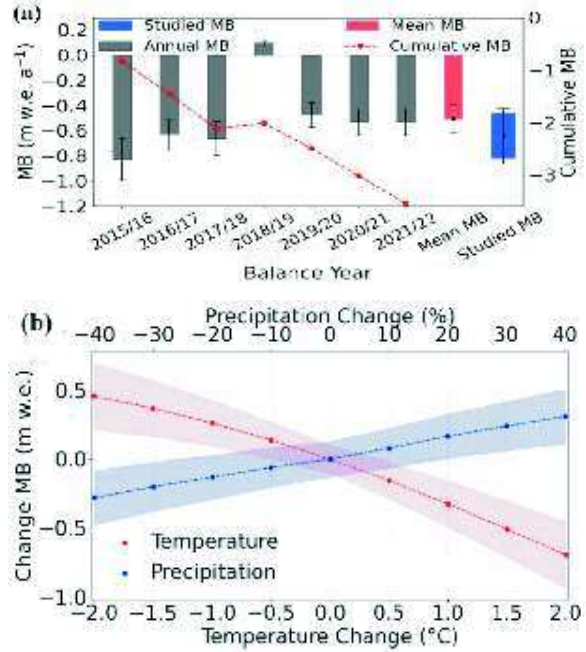 (a)
Studied MB
Annual MB
Mean MB
Cumulative MB
MB (m w.e. a⁻¹)
0.2
0.0
−0.2
−0.4
−0.6
−0.8
−1.0
−1.2
0
−1
−2
−3
Cumulative MB
2015/16
2016/17
2017/18
2018/19
2019/20
2020/21
2021/22
Mean MB
Studied MB
Balance Year
(b)
Precipitation Change (%)
−40 −30 −20 −10 0 10 20 30 40
Change MB (m w.e.)
0.5
0.0
−0.5
−1.0
Temperature
Precipitation
−2.0 −1.5 −1.0 −0.5 0.0 0.5 1.0 1.5 2.0
Temperature Change (°C)